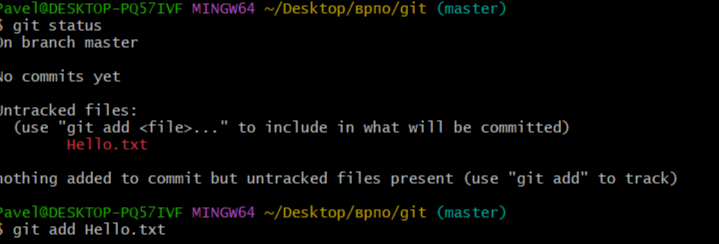 Pavel@DESKTOP-PQ57IVF MINGW64 ~/Desktop/врпо/git (master)
$ git status
On branch master
No commits yet
Untracked files:
(use "git add <file>..." to include in what will be committed)
Hello.txt
nothing added to commit but untracked files present (use "git add" to track)
Pavel@DESKTOP-PQ57IVF MINGW64 ~/Desktop/врпо/git (master)
$ git add Hello.txt